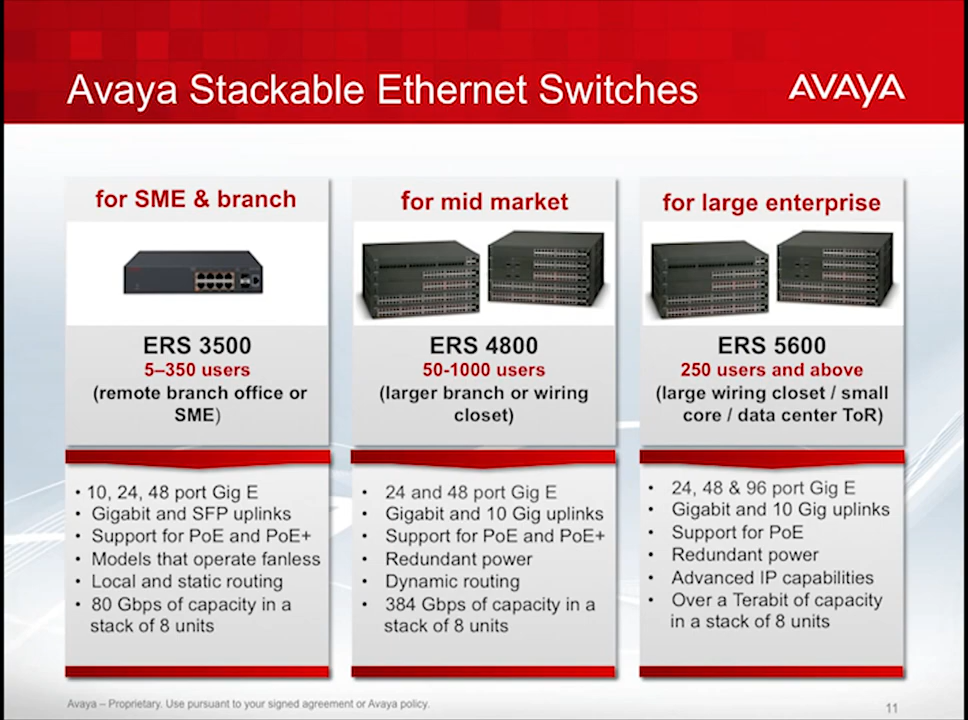 Avaya Stackable Ethernet Switches
AVAYA
for SME & branch
ERS 3500
5–350 users
(remote branch office or
SME)
• 10, 24, 48 port Gig E
• Gigabit and SFP uplinks
• Support for PoE and PoE+
• Models that operate fanless
• Local and static routing
• 80 Gbps of capacity in a
stack of 8 units
for mid market
ERS 4800
50-1000 users
(larger branch or wiring
closet)
• 24 and 48 port Gig E
• Gigabit and 10 Gig uplinks
• Support for PoE and PoE+
• Redundant power
• Dynamic routing
• 384 Gbps of capacity in a
stack of 8 units
for large enterprise
ERS 5600
250 users and above
(large wiring closet / small
core / data center ToR)
• 24, 48 & 96 port Gig E
• Gigabit and 10 Gig uplinks
• Support for PoE
• Redundant power
• Advanced IP capabilities
• Over a Terabit of capacity
in a stack of 8 units
Avaya – Proprietary. Use pursuant to your signed agreement or Avaya policy.
11